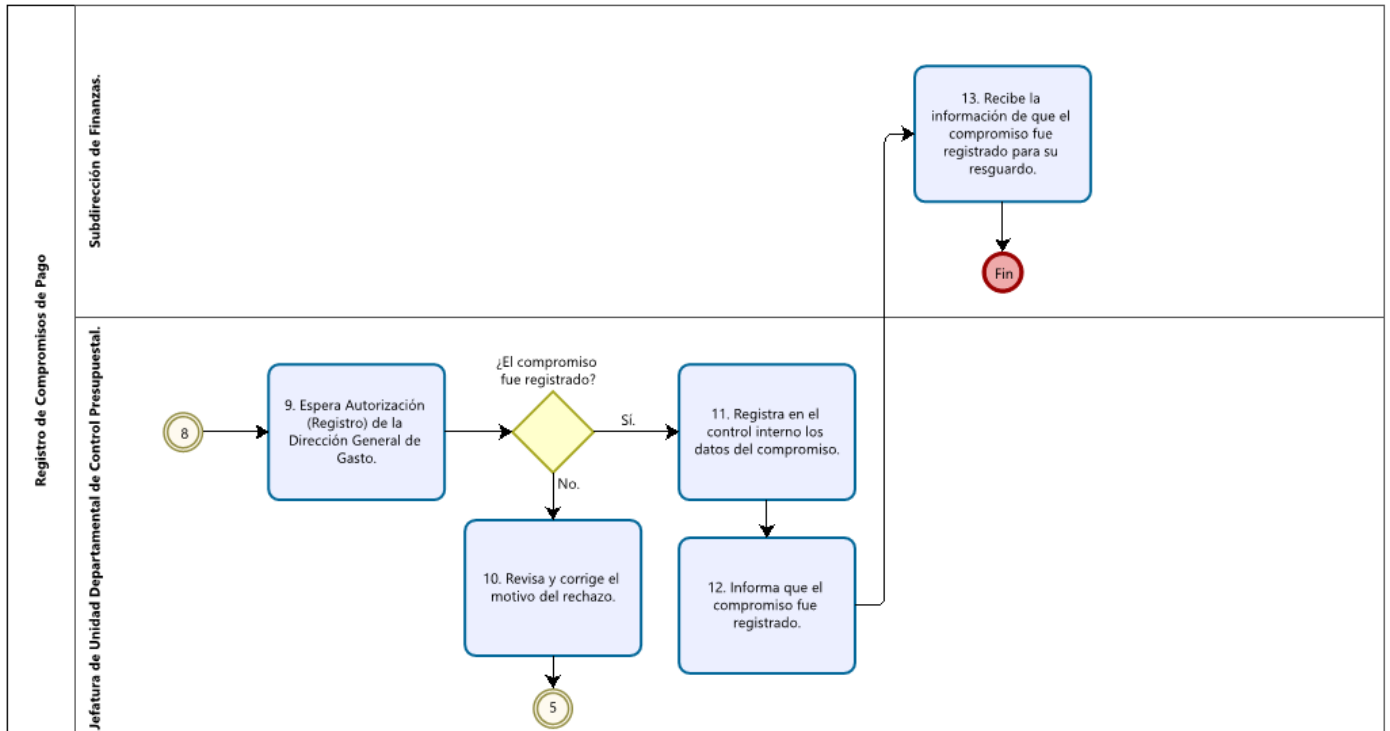 Registro de Compromisos de Pago
Subdirección de Finanzas.
13. Recibe la
información de que el
compromiso fue
registrado para su
resguardo.
Fin
Jefatura de Unidad Departamental de Control Presupuestal.
8
9. Espera Autorización
(Registro) de la
Dirección General de
Gasto.
¿El compromiso
fue registrado?
Sí.
No.
11. Registra en el
control interno los
datos del compromiso.
10. Revisa y corrige el
motivo del rechazo.
12. Informa que el
compromiso fue
registrado.
5